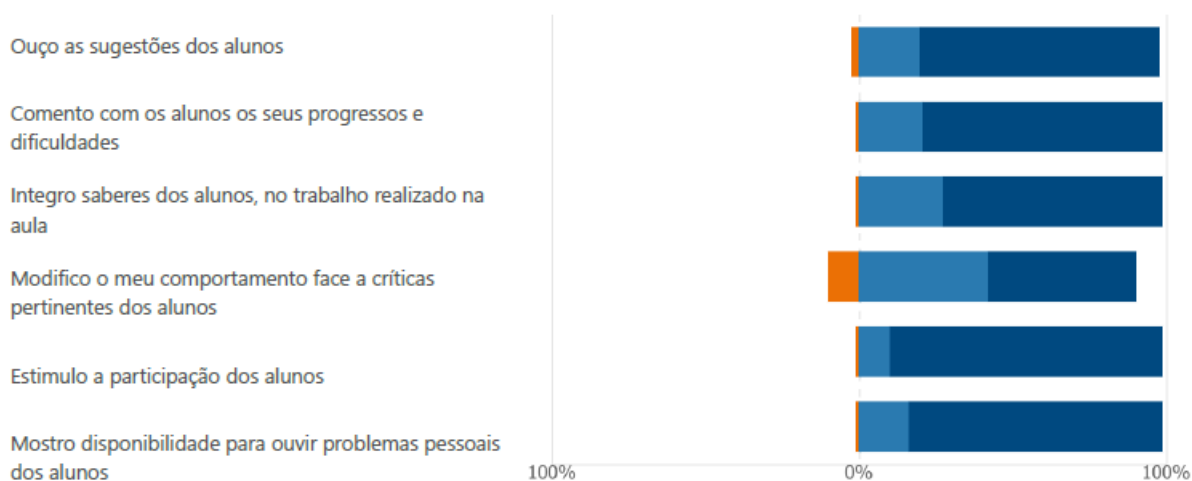 Ouço as sugestões dos alunos
Comento com os alunos os seus progressos e
dificuldades
Integro saberes dos alunos, no trabalho realizado na
aula
Modifico o meu comportamento face a críticas
pertinentes dos alunos
Estimulo a participação dos alunos
Mostro disponibilidade para ouvir problemas pessoais
dos alunos
100% 0% 100%